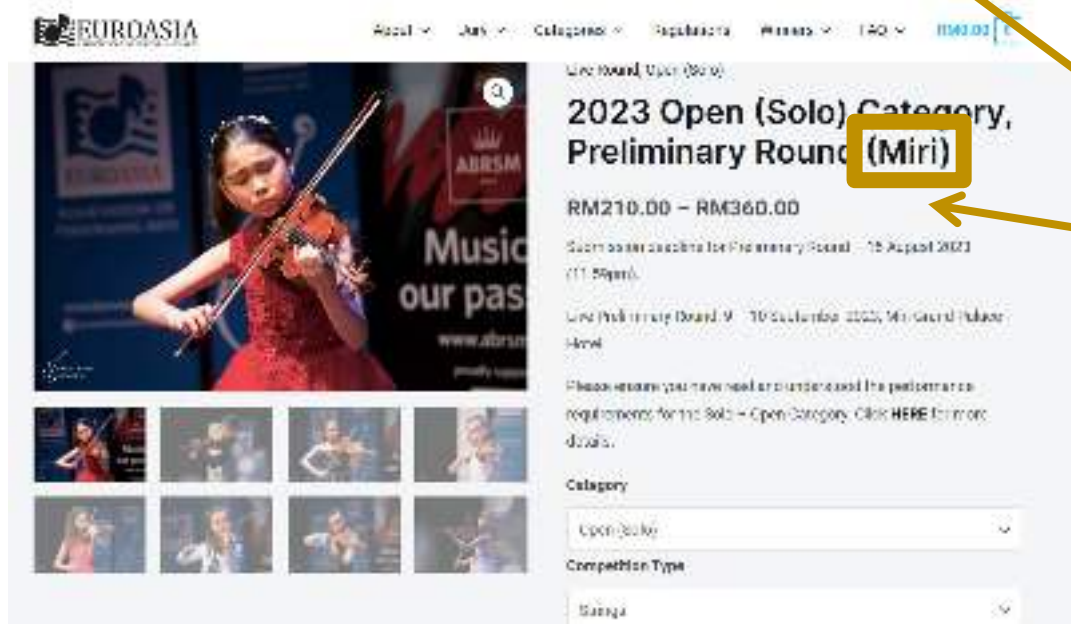 EUROASIA
About Jury Categories Regulations Winners FAQ RM0.00
Live Round, Open (Solo)
EUROASIA
ABRSM
Music
our pas
www.abrsm
2023 Open (Solo) Category,
Preliminary Round (Miri)
RM210.00 – RM360.00
Submission deadline for Preliminary Round – 15 August 2023
(11.59pm).
Live Preliminary Round: 9 – 10 September 2023, Miri Grand Palace
Hotel
Please ensure you have read and understood the performance
requirements for the Solo – Open Category. Click HERE for more
details.
Category
Open (Solo)
Competition Type
Strings